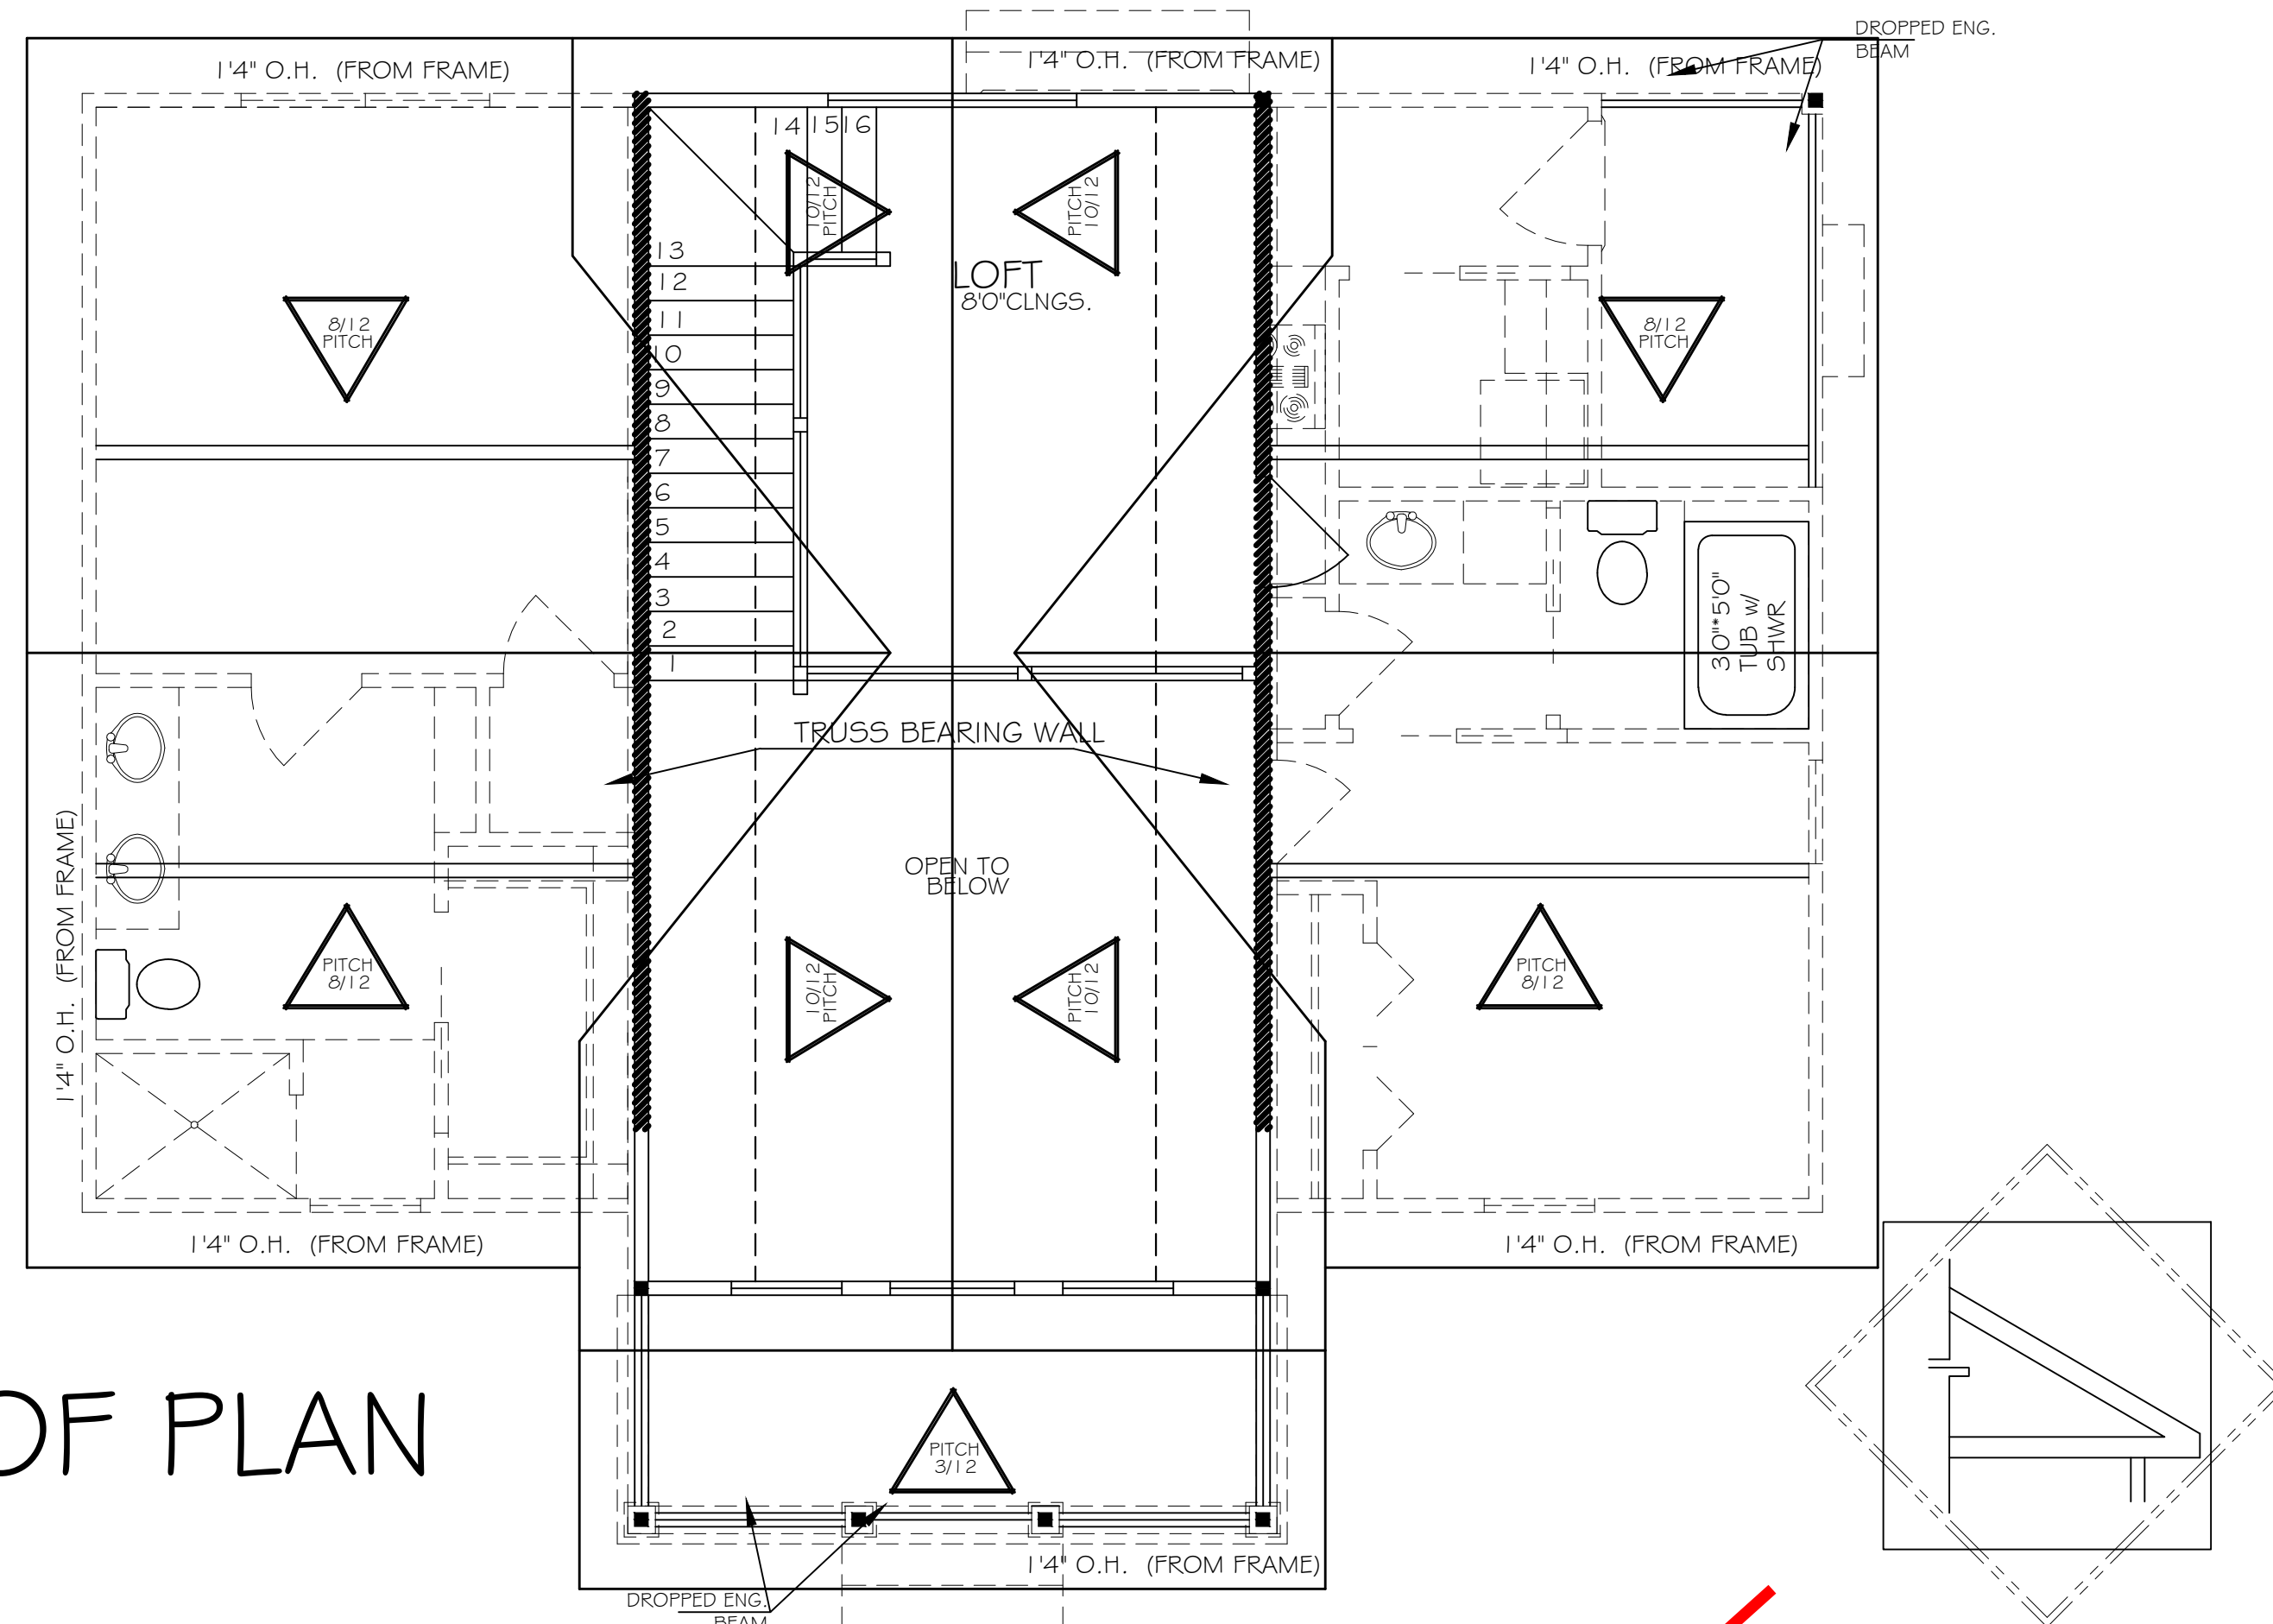 DROPPED ENG.
BEAM
1'4" O.H. (FROM FRAME)
1'4" O.H. (FROM FRAME)
1'4" O.H. (FROM FRAME)
14 15 16
10/12
PITCH
PITCH
10/12
13
12
11
10
9
8
7
6
5
4
3
2
1
LOFT
8'0"CLNGS.
8/12
PITCH
8/12
PITCH
30"*5'0"
TUB w/
SHWR
TRUSS BEARING WALL
OPEN TO
BELOW
1'4" O.H. (FROM FRAME)
PITCH
8/12
10/12
PITCH
PITCH
10/12
PITCH
8/12
1'4" O.H. (FROM FRAME)
1'4" O.H. (FROM FRAME)
OF PLAN
PITCH
3/12
1'4" O.H. (FROM FRAME)
DROPPED ENG.
BEAM